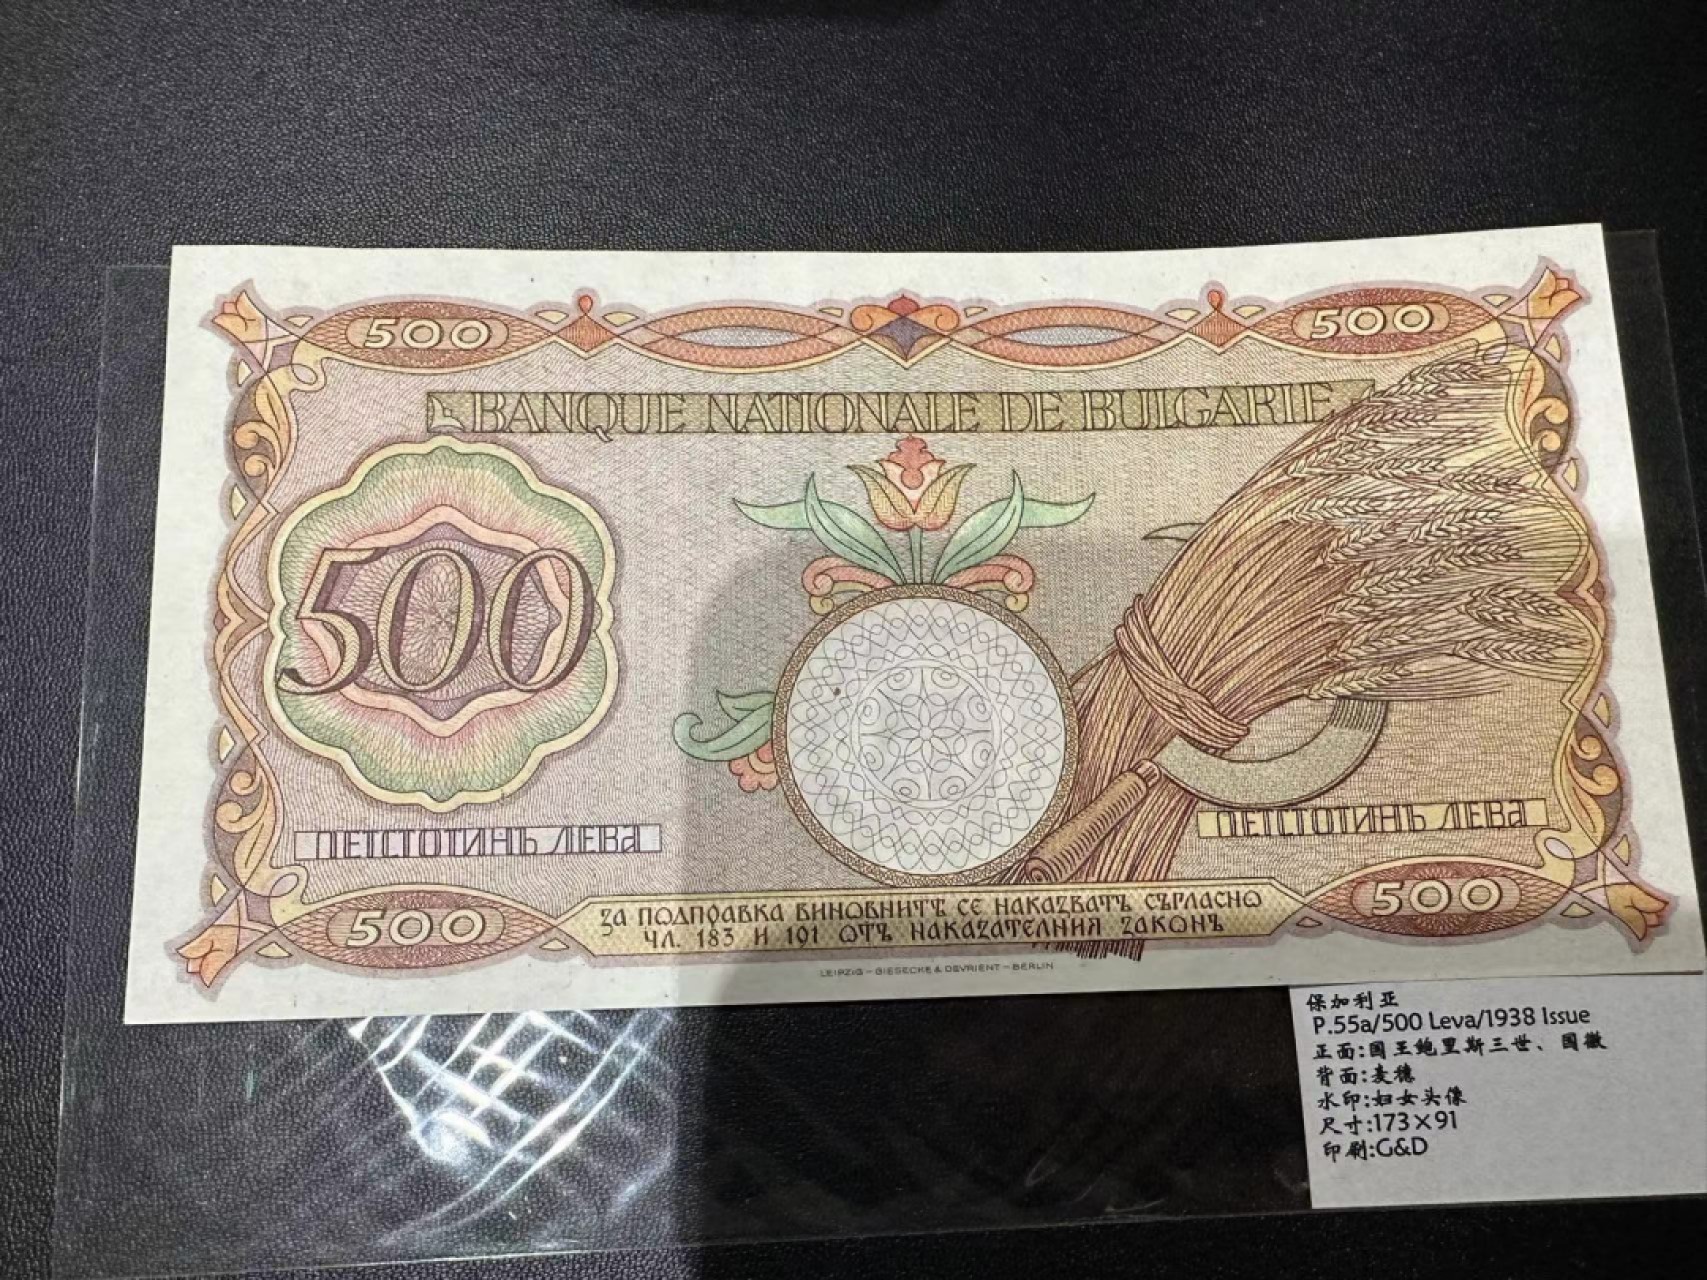 500 500
BANQUE NATIONALE DE BULGARIE
500
ПЕТСТОТИНЪ ЛЕВА ПЕТСТОТИНЪ ЛЕВА
500 500
ЗА ПОДПРАВКА ВИНОВНИТѢ СЕ НАКАЗВАТЪ СЪГЛАСНО
ЧЛ. 183 И 191 ОТЪ НАКАЗАТЕЛНИЯ ЗАКОНЪ
LEIPZIG – GIESECKE & DEVRIENT – BERLIN
保加利亚
P.55a/500 Leva/1938 Issue
正面:国王鲍里斯三世、国徽
背面:麦穗
水印:妇女头像
尺寸:173×91
印刷:G&D